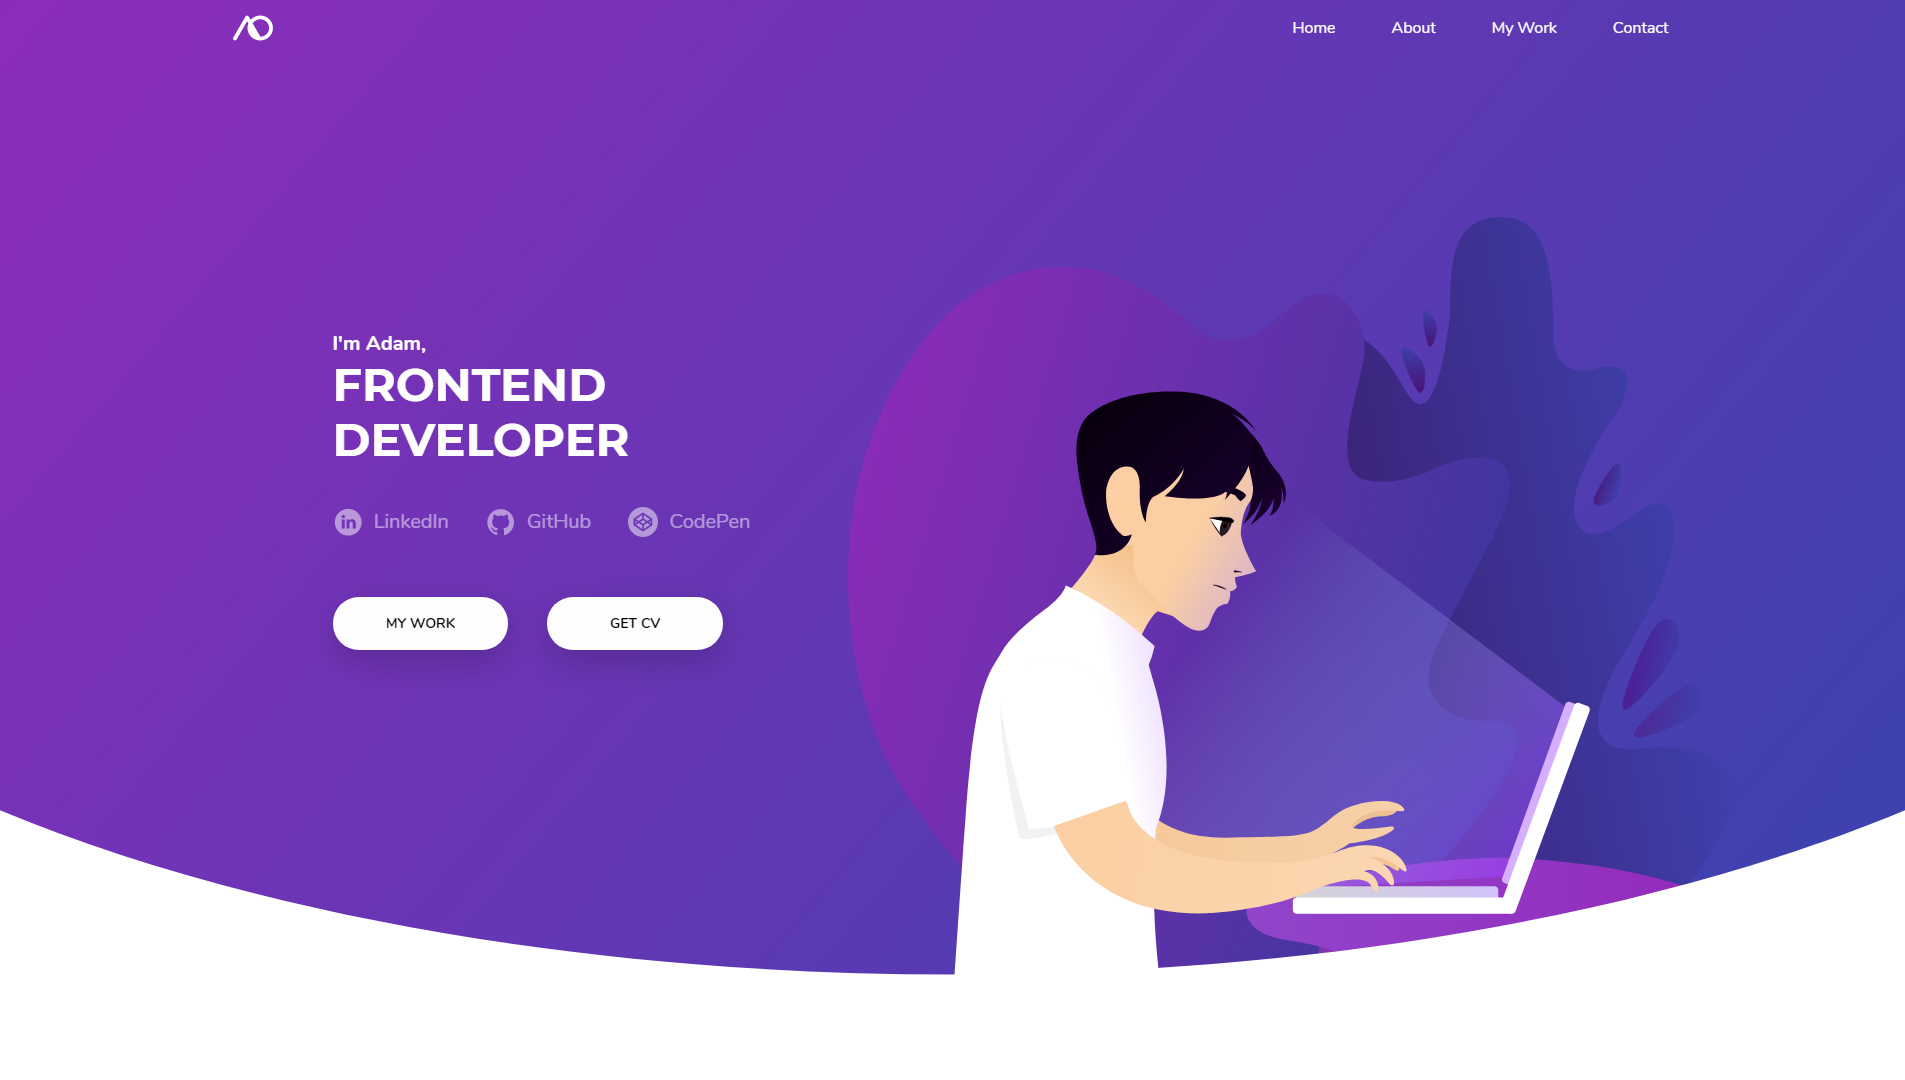 Home About My Work Contact
I'm Adam,
FRONTEND
DEVELOPER
LinkedIn GitHub CodePen
MY WORK GET CV